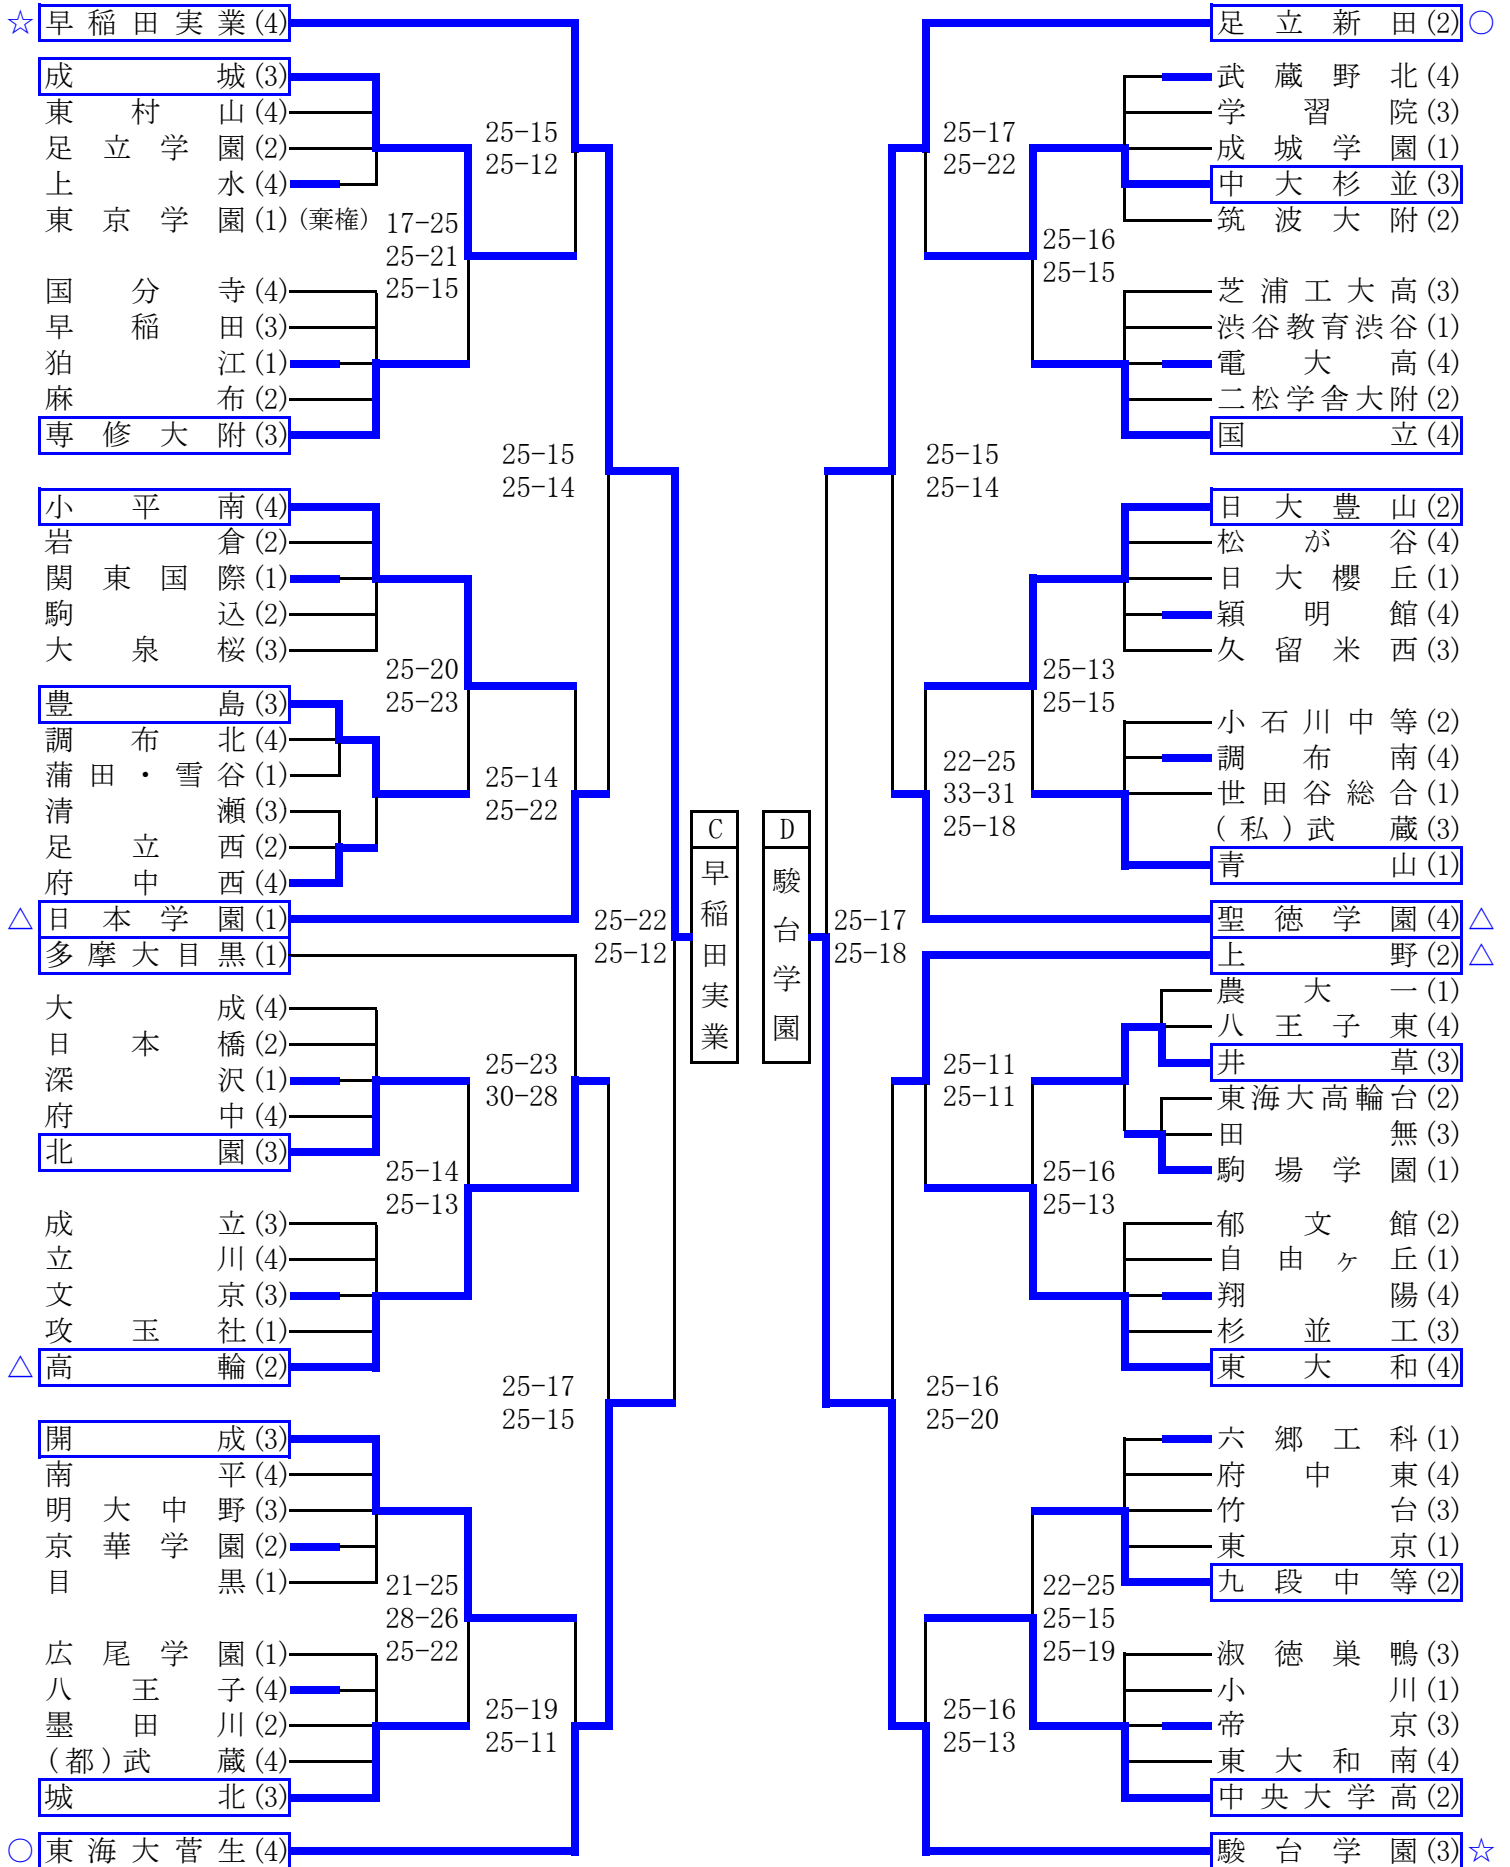 ☆早稲田実業(4)
成城(3)
東村山(4)
足立学園(2)
上水(4)
東京学園(1)(棄権)
国分寺(4)
早稲田(3)
狛江(1)
麻布(2)
専修大附(3)
小平南(4)
岩倉(2)
関東国際(1)
駒込(2)
大泉桜(3)
豊島(3)
調布北(4)
蒲田・雪谷(1)
清瀬(3)
足立西(2)
府中西(4)
△日本学園(1)
多摩大目黒(1)
大成(4)
日本橋(2)
深沢(1)
府中(4)
北園(3)
成立(3)
立川(4)
文京(3)
攻玉社(1)
△高輪(2)
開成(3)
南平(4)
明大中野(3)
京華学園(2)
目黒(1)
広尾学園(1)
八王子(4)
墨田川(2)
(都)武蔵(4)
城北(3)
○東海大菅生(4)
25-15
25-12
17-25
25-21
25-15
25-15
25-14
25-20
25-23
25-14
25-22
25-22
25-12
25-23
30-28
25-14
25-13
25-17
25-15
21-25
28-26
25-22
25-19
25-11
C
早稲田実業
D
駿台学園
25-17
25-22
25-16
25-15
25-15
25-14
25-13
25-15
22-25
33-31
25-18
25-17
25-18
25-11
25-11
25-16
25-13
25-16
25-20
22-25
25-15
25-19
25-16
25-13
足立新田(2)○
武蔵野北(4)
学習院(3)
成城学園(1)
中大杉並(3)
筑波大附(2)
芝浦工大高(3)
渋谷教育渋谷(1)
電大高(4)
二松学舎大附(2)
国立(4)
日大豊山(2)
松が谷(4)
日大櫻丘(1)
穎明館(4)
久留米西(3)
小石川中等(2)
調布南(4)
世田谷総合(1)
(私)武蔵(3)
青山(1)
聖徳学園(4)△
上野(2)△
農大一(1)
八王子東(4)
井草(3)
東海大高輪台(2)
田無(3)
駒場学園(1)
郁文館(2)
自由ヶ丘(1)
翔陽(4)
杉並工(3)
東大和(4)
六郷工科(1)
府中東(4)
竹台(3)
東京(1)
九段中等(2)
淑徳巣鴨(3)
小川(1)
帝京(3)
東大和南(4)
中央大学高(2)
駿台学園(3)☆